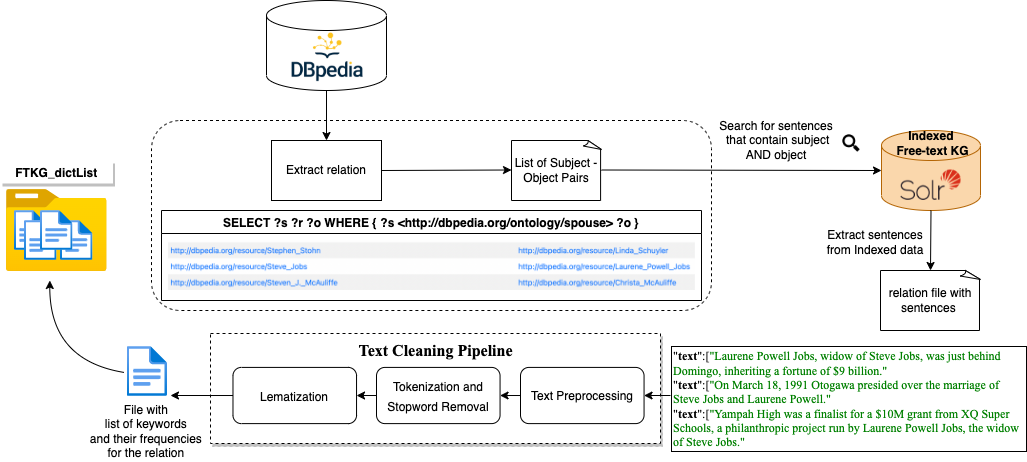 DBpedia
Search for sentences
that contain subject
AND object
Indexed
Free-text KG
Solr
Extract relation
List of Subject -
Object Pairs
FTKG_dictList
SELECT ?s ?r ?o WHERE { ?s <http://dbpedia.org/ontology/spouse> ?o }
http://dbpedia.org/resource/Stephen_Stohn http://dbpedia.org/resource/Linda_Schuyler
http://dbpedia.org/resource/Steve_Jobs http://dbpedia.org/resource/Laurene_Powell_Jobs
http://dbpedia.org/resource/Steven_J._McAuliffe http://dbpedia.org/resource/Christa_McAuliffe
Extract sentences
from Indexed data
relation file with
sentences
Text Cleaning Pipeline
Lematization
Tokenization and
Stopword Removal
Text Preprocessing
"text":["Laurene Powell Jobs, widow of Steve Jobs, was just behind
Domingo, inheriting a fortune of $9 billion."
"text":["On March 18, 1991 Otogawa presided over the marriage of
Steve Jobs and Laurene Powell."
"text":["Yampah High was a finalist for a $10M grant from XQ Super
Schools, a philanthropic project run by Laurene Powell Jobs, the widow
of Steve Jobs."
File with
list of keywords
and their frequencies
for the relation